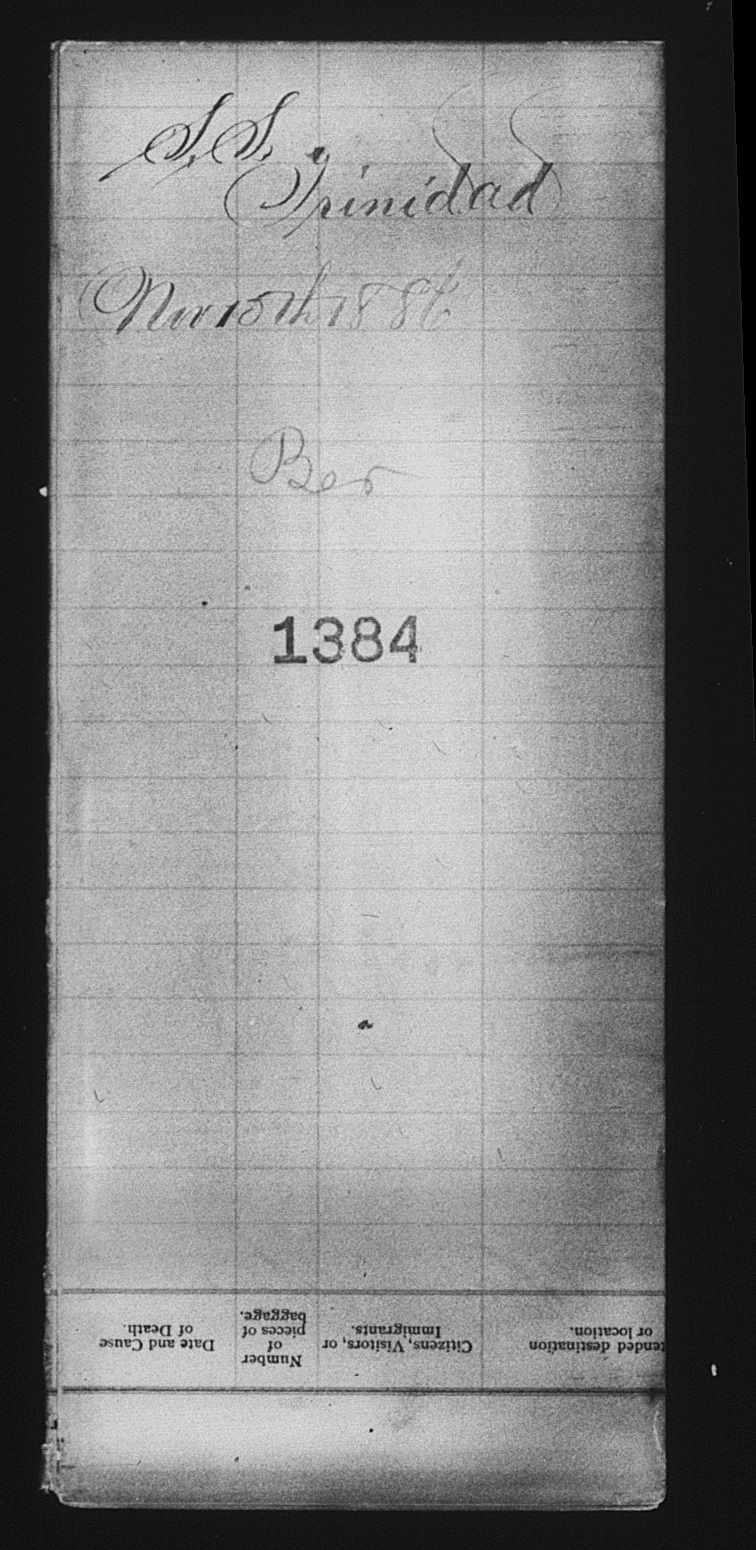 S.S.
Trinidad
Nov 15th 1886
Ber
1384
Date and Cause
of Death.
Number
of
pieces of
baggage.
Citizens, Visitors, or
Immigrants.
tended destination
or location.